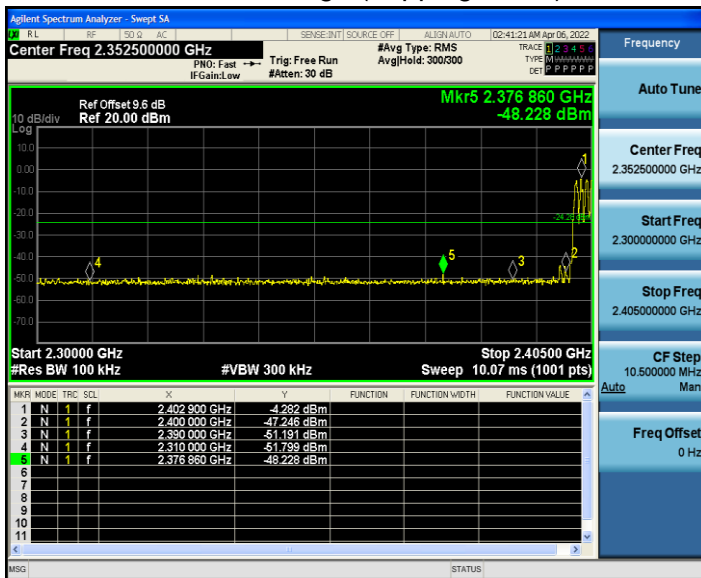 Agilent Spectrum Analyzer - Swept SA
RL RF 50 Ω AC SENSE:INT SOURCE OFF ALIGN AUTO 02:41:21 AM Apr 06, 2022
Center Freq 2.352500000 GHz
PNO: Fast
IFGain:Low
Trig: Free Run
#Atten: 30 dB
#Avg Type: RMS
Avg|Hold: 300/300
TRACE 1 2 3 4 5 6
TYPE M
DET P P P P P P
Frequency
Auto Tune
Center Freq
2.352500000 GHz
Start Freq
2.300000000 GHz
Stop Freq
2.405000000 GHz
CF Step
10.500000 MHz
Auto Man
Freq Offset
0 Hz
Mkr5 2.376 860 GHz
-48.228 dBm
Ref Offset 9.6 dB
10 dB/div Ref 20.00 dBm
Log
10.0
0.00
-10.0
-20.0
-30.0
-40.0
-50.0
-60.0
-70.0
1
2
3
4
5
Start 2.30000 GHz Stop 2.40500 GHz
#Res BW 100 kHz #VBW 300 kHz Sweep 10.07 ms (1001 pts)
MKR MODE TRC SCL X Y FUNCTION FUNCTION WIDTH FUNCTION VALUE
1 N 1 f 2.402 900 GHz -4.282 dBm
2 N 1 f 2.400 000 GHz -47.246 dBm
3 N 1 f 2.390 000 GHz -51.191 dBm
4 N 1 f 2.310 000 GHz -51.799 dBm
5 N 1 f 2.376 860 GHz -48.228 dBm
6
7
8
9
10
11
MSG STATUS